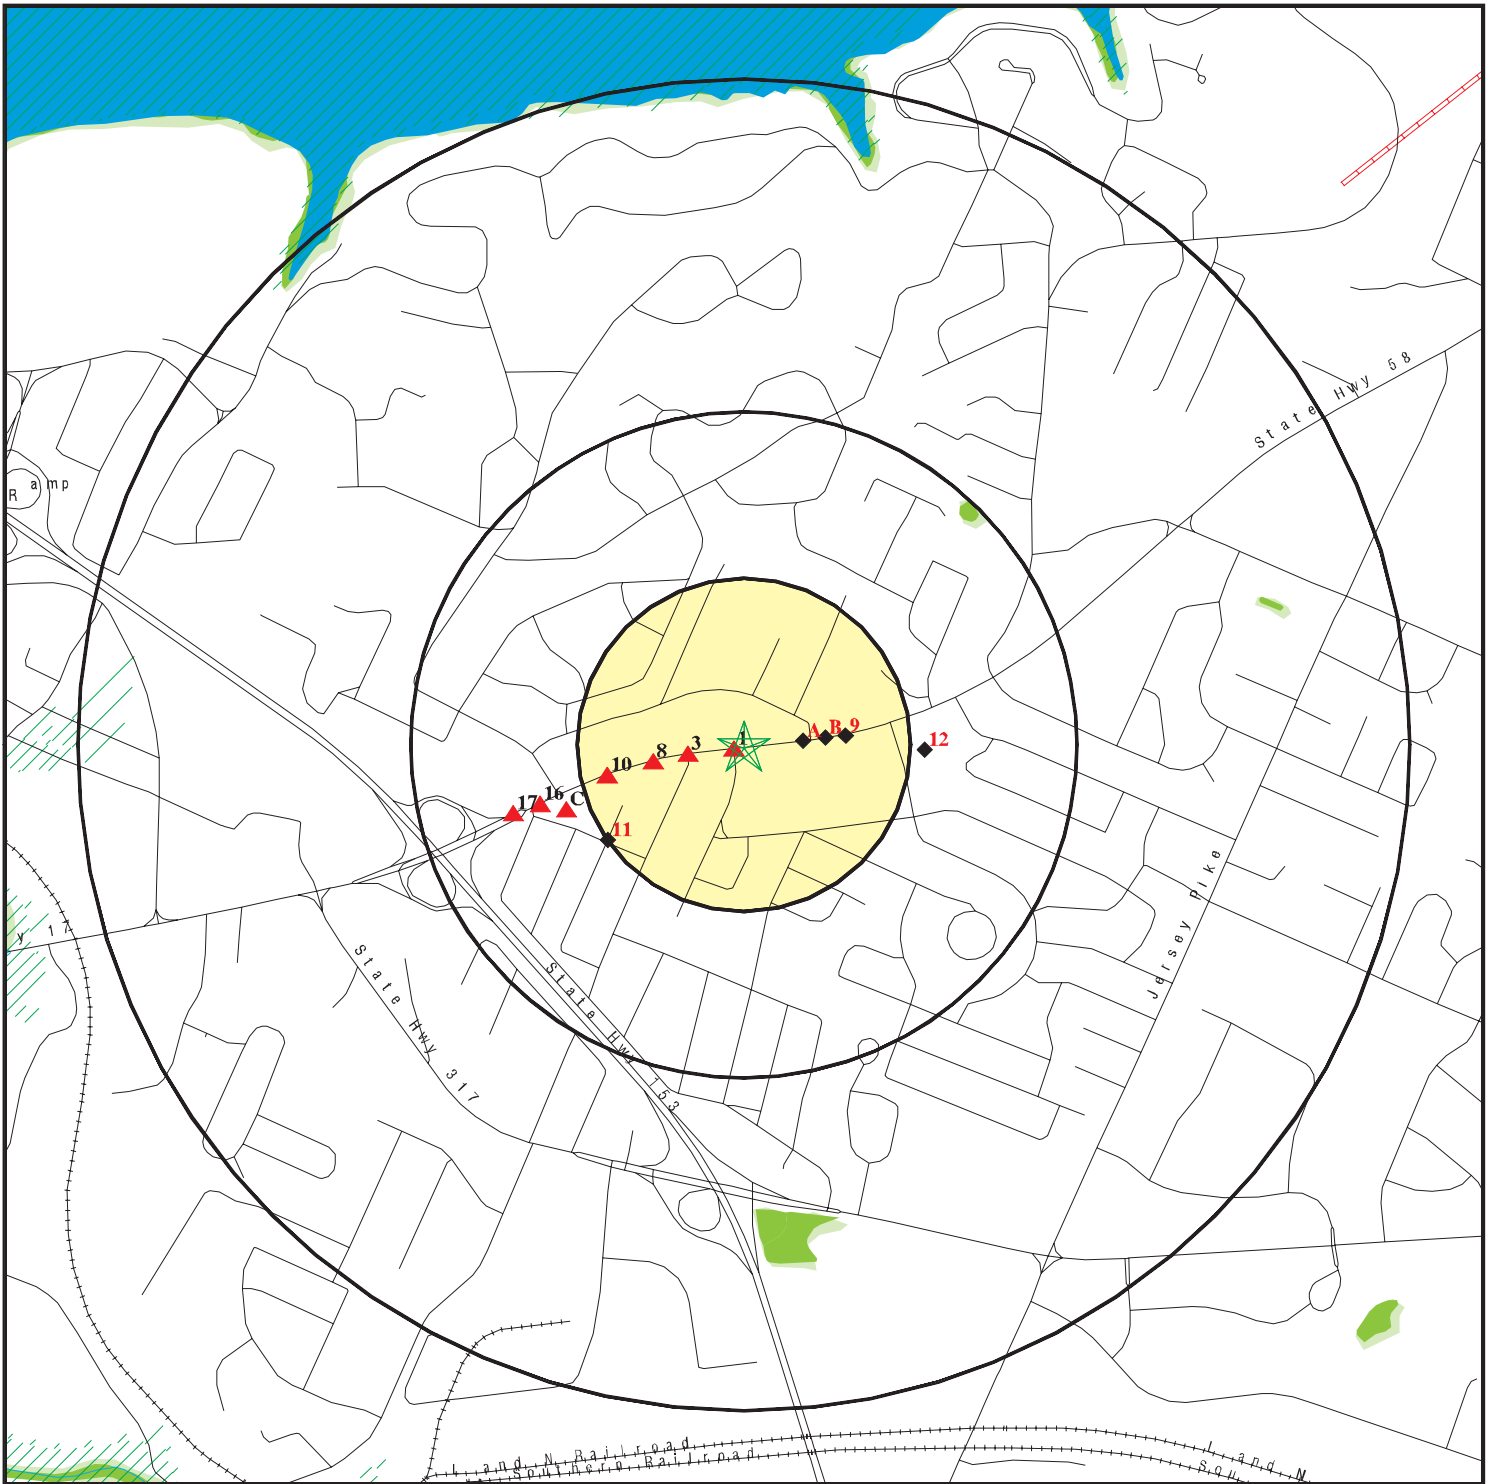 State Hwy 58
Ramp
1
A
B
9
12
3
8
10
16
17
C
11
Jersey Pike
y 17
State Hwy 317
State Hwy 153
L and N Railroad
Southern Railroad
L and N
Sou